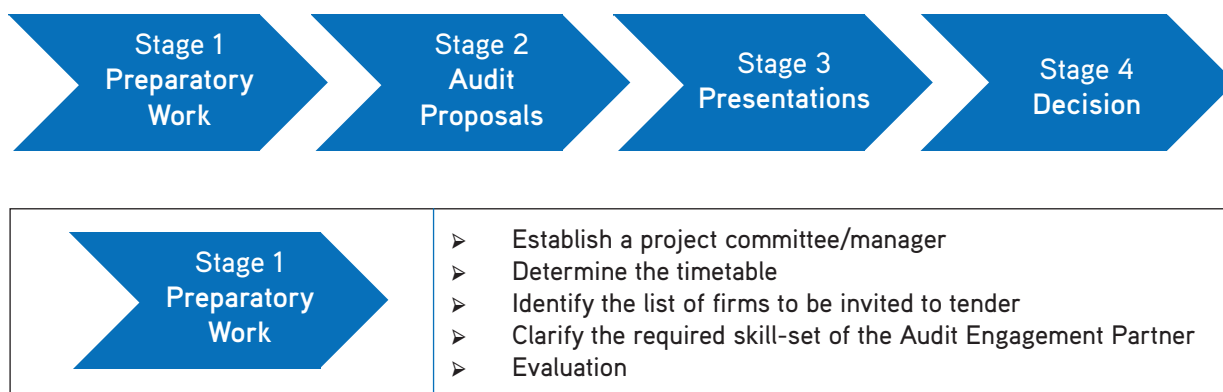 Stage 1
Preparatory
Work
Stage 2
Audit
Proposals
Stage 3
Presentations
Stage 4
Decision
Stage 1
Preparatory
Work
➢ Establish a project committee/manager
➢ Determine the timetable
➢ Identify the list of firms to be invited to tender
➢ Clarify the required skill-set of the Audit Engagement Partner
➢ Evaluation